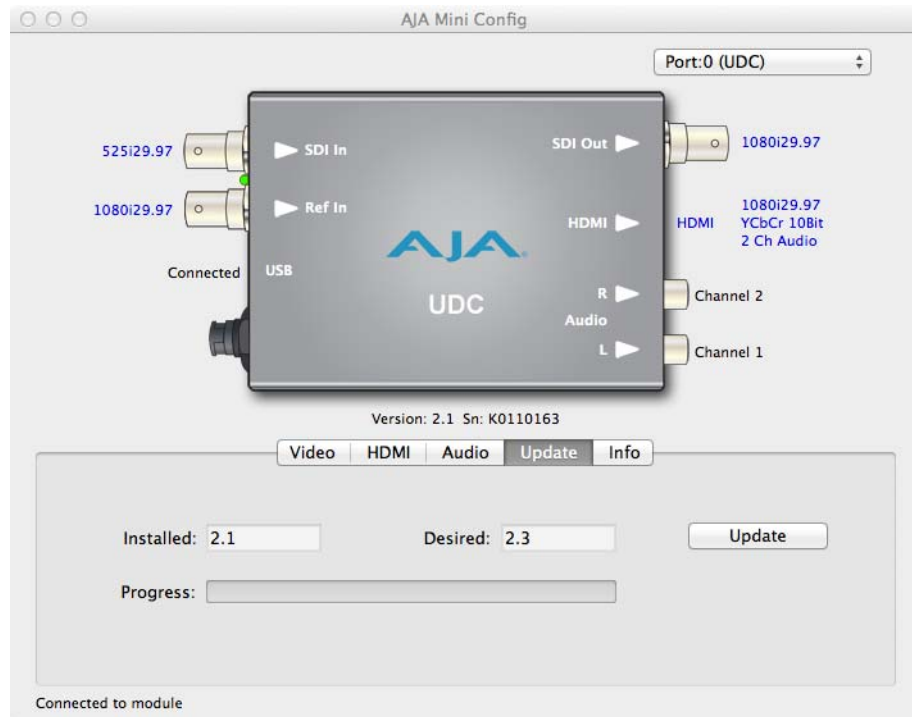 AJA Mini Config
Port:0 (UDC)
525i29.97
SDI In
SDI Out
1080i29.97
1080i29.97
Ref In
HDMI
HDMI
1080i29.97
YCbCr 10Bit
2 Ch Audio
AJA
Connected
USB
UDC
R
Channel 2
Audio
L
Channel 1
Version: 2.1 Sn: K0110163
Video HDMI Audio Update Info
Installed: 2.1 Desired: 2.3 Update
Progress:
Connected to module